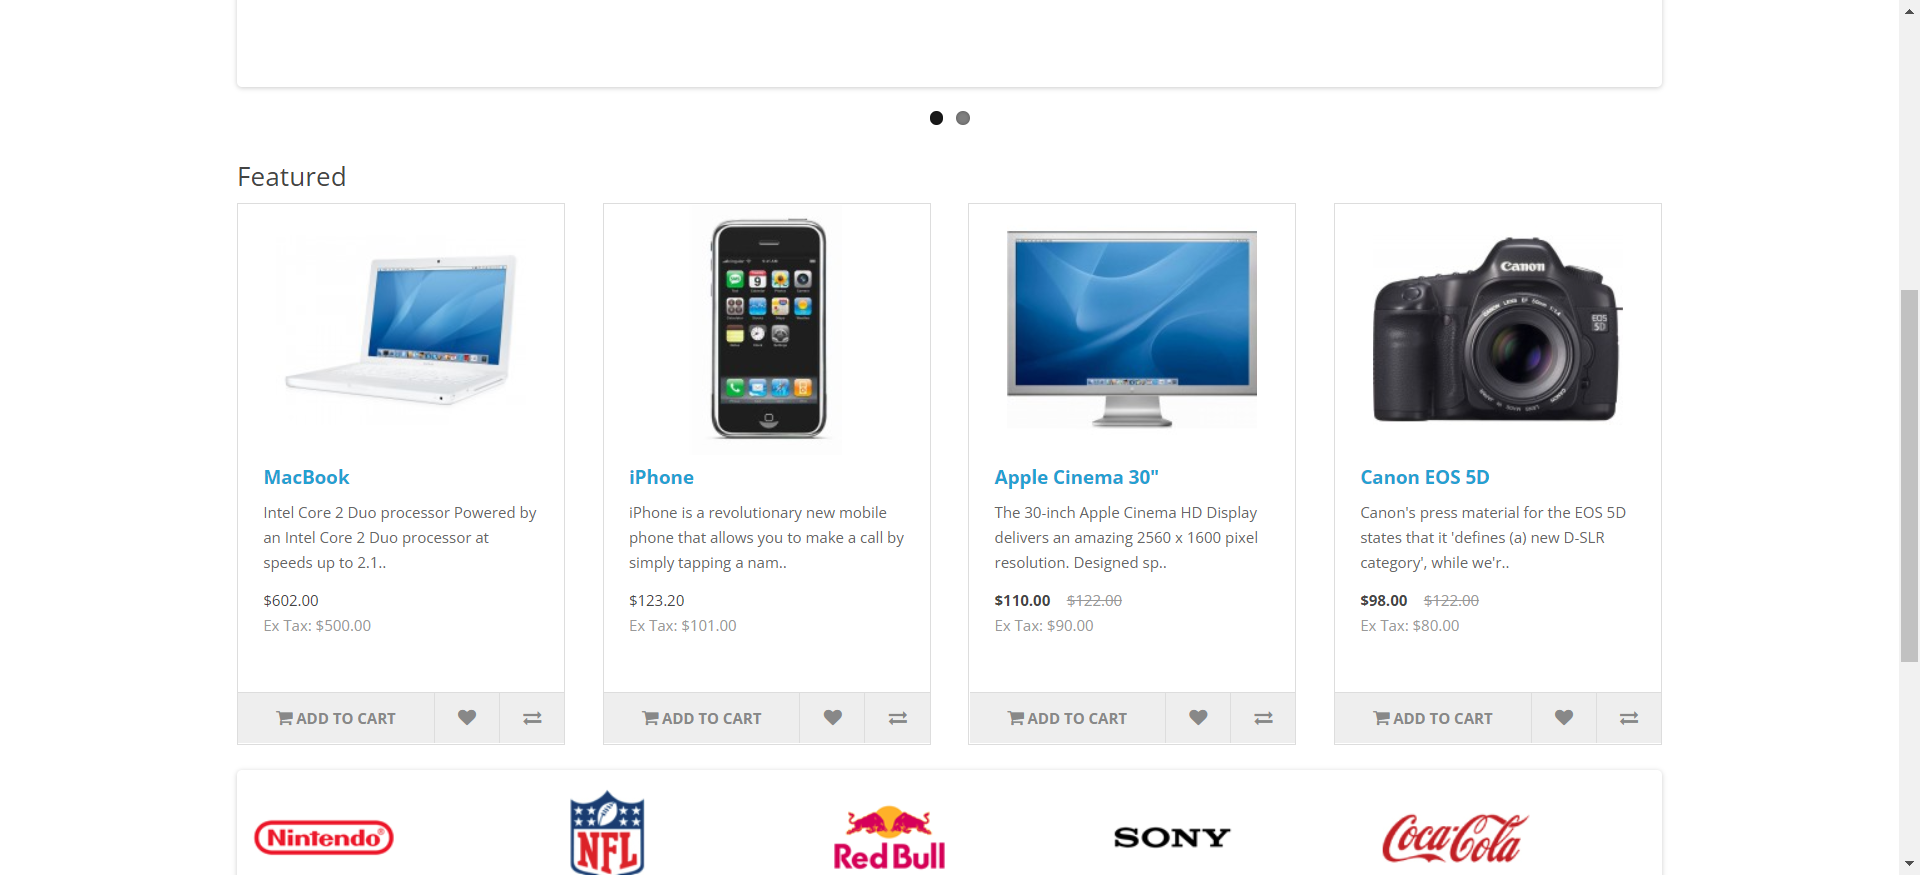 Featured
Canon
EOS
5D
MacBook
Intel Core 2 Duo processor Powered by
an Intel Core 2 Duo processor at
speeds up to 2.1..
$602.00
Ex Tax: $500.00
ADD TO CART
iPhone
iPhone is a revolutionary new mobile
phone that allows you to make a call by
simply tapping a nam..
$123.20
Ex Tax: $101.00
ADD TO CART
Apple Cinema 30"
The 30-inch Apple Cinema HD Display
delivers an amazing 2560 x 1600 pixel
resolution. Designed sp..
$110.00 $122.00
Ex Tax: $90.00
ADD TO CART
Canon EOS 5D
Canon's press material for the EOS 5D
states that it 'defines (a) new D-SLR
category', while we'r..
$98.00 $122.00
Ex Tax: $80.00
ADD TO CART
Nintendo®
NFL
Red Bull
SONY
Coca-Cola